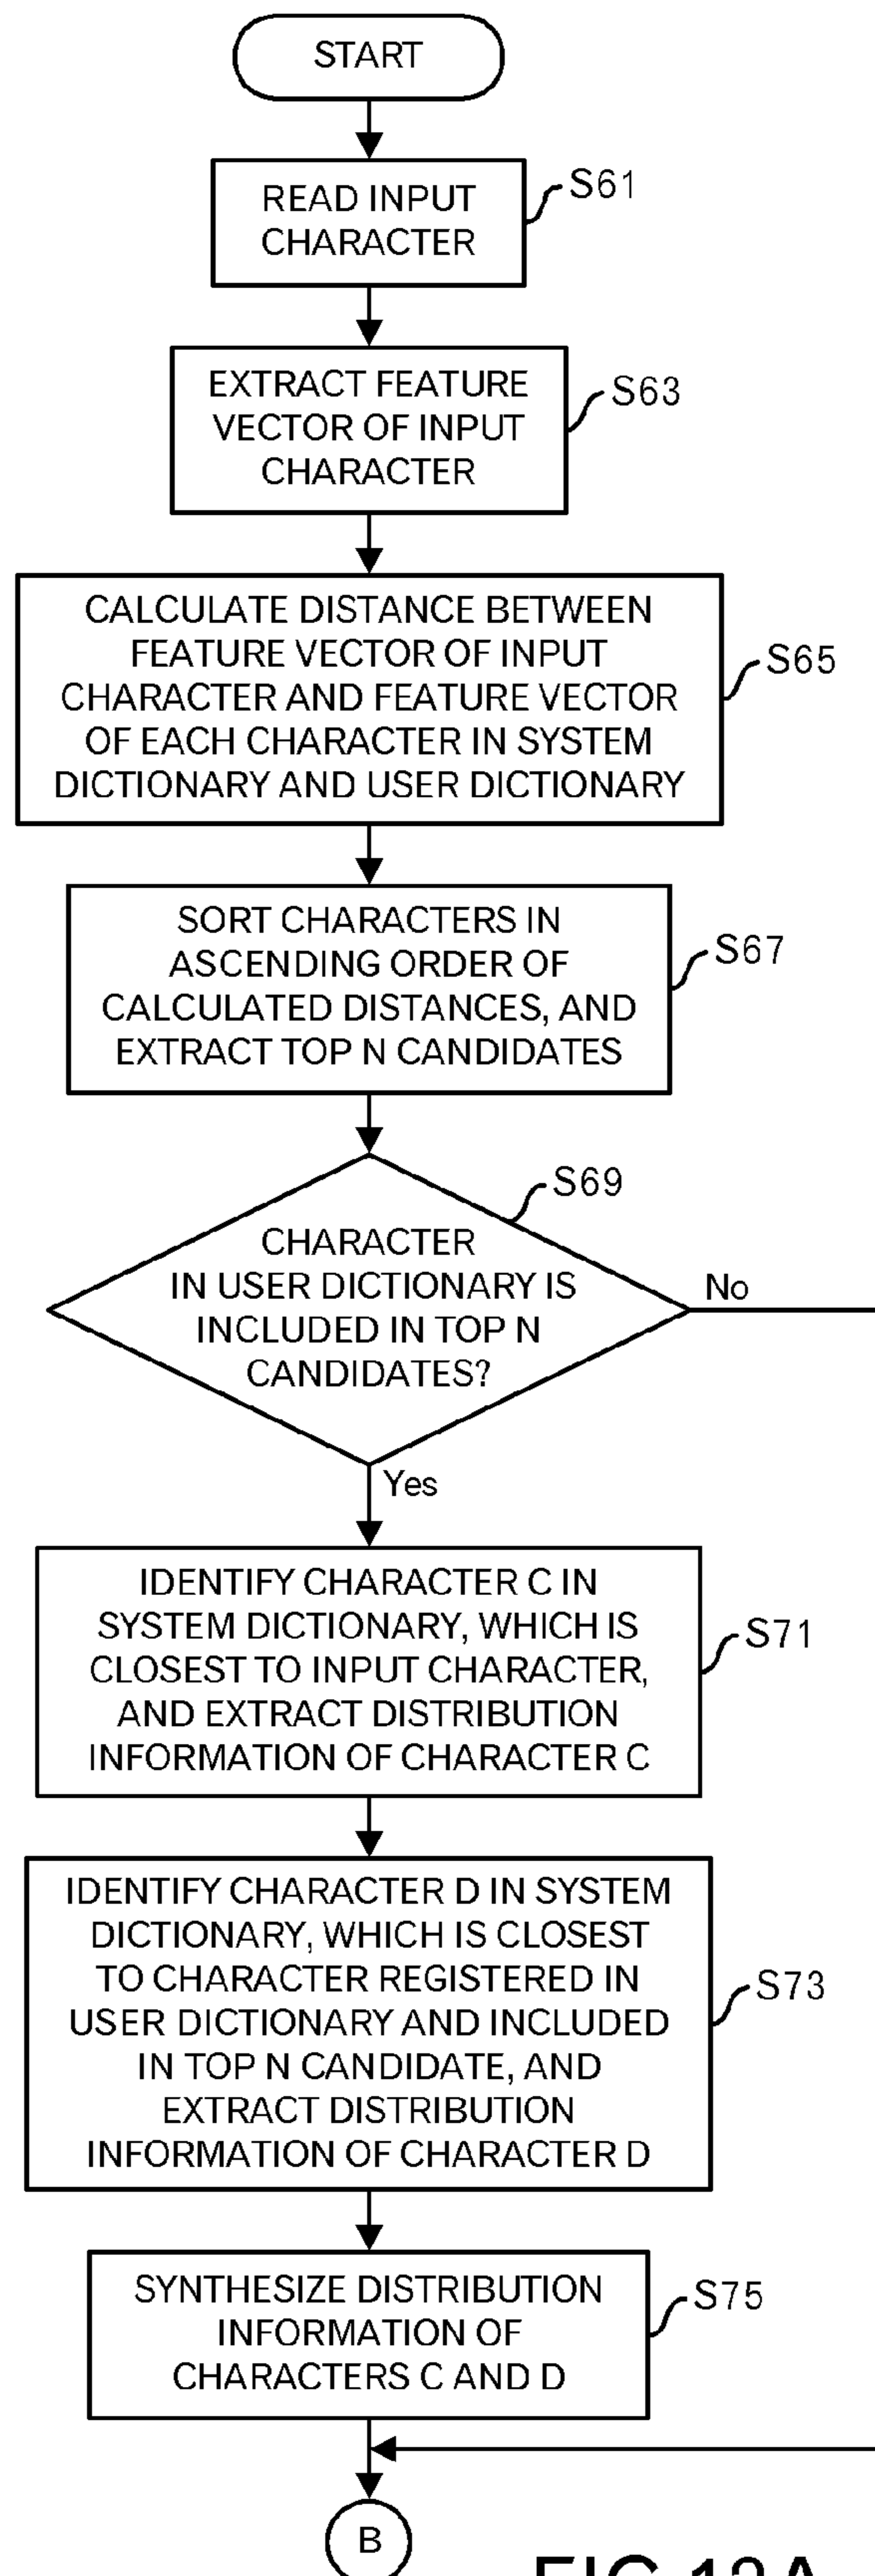 START
READ INPUT
CHARACTER
S61
EXTRACT FEATURE
VECTOR OF INPUT
CHARACTER
S63
CALCULATE DISTANCE BETWEEN
FEATURE VECTOR OF INPUT
CHARACTER AND FEATURE VECTOR
OF EACH CHARACTER IN SYSTEM
DICTIONARY AND USER DICTIONARY
S65
SORT CHARACTERS IN
ASCENDING ORDER OF
CALCULATED DISTANCES, AND
EXTRACT TOP N CANDIDATES
S67
S69
CHARACTER
IN USER DICTIONARY IS
INCLUDED IN TOP N
CANDIDATES?
No
Yes
IDENTIFY CHARACTER C IN
SYSTEM DICTIONARY, WHICH IS
CLOSEST TO INPUT CHARACTER,
AND EXTRACT DISTRIBUTION
INFORMATION OF CHARACTER C
S71
IDENTIFY CHARACTER D IN SYSTEM
DICTIONARY, WHICH IS CLOSEST
TO CHARACTER REGISTERED IN
USER DICTIONARY AND INCLUDED
IN TOP N CANDIDATE, AND
EXTRACT DISTRIBUTION
INFORMATION OF CHARACTER D
S73
SYNTHESIZE DISTRIBUTION
INFORMATION OF
CHARACTERS C AND D
S75
B